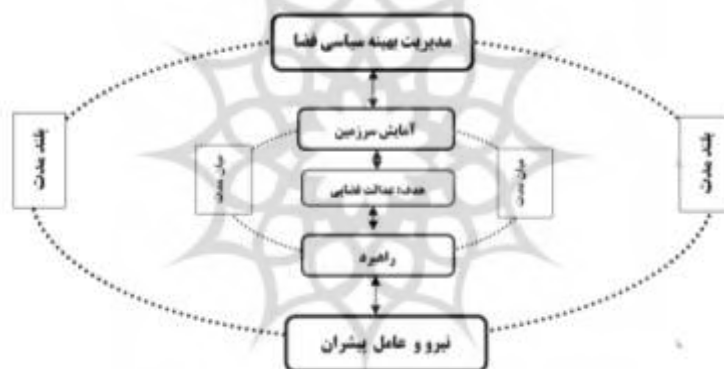 مدیریت بهینه سیاسی فضا
آمایش سرزمین
هدف: عدالت فضایی
راهبرد
نیرو و عامل پیشران
بلند مدت
میان مدت
میان مدت
بلند مدت